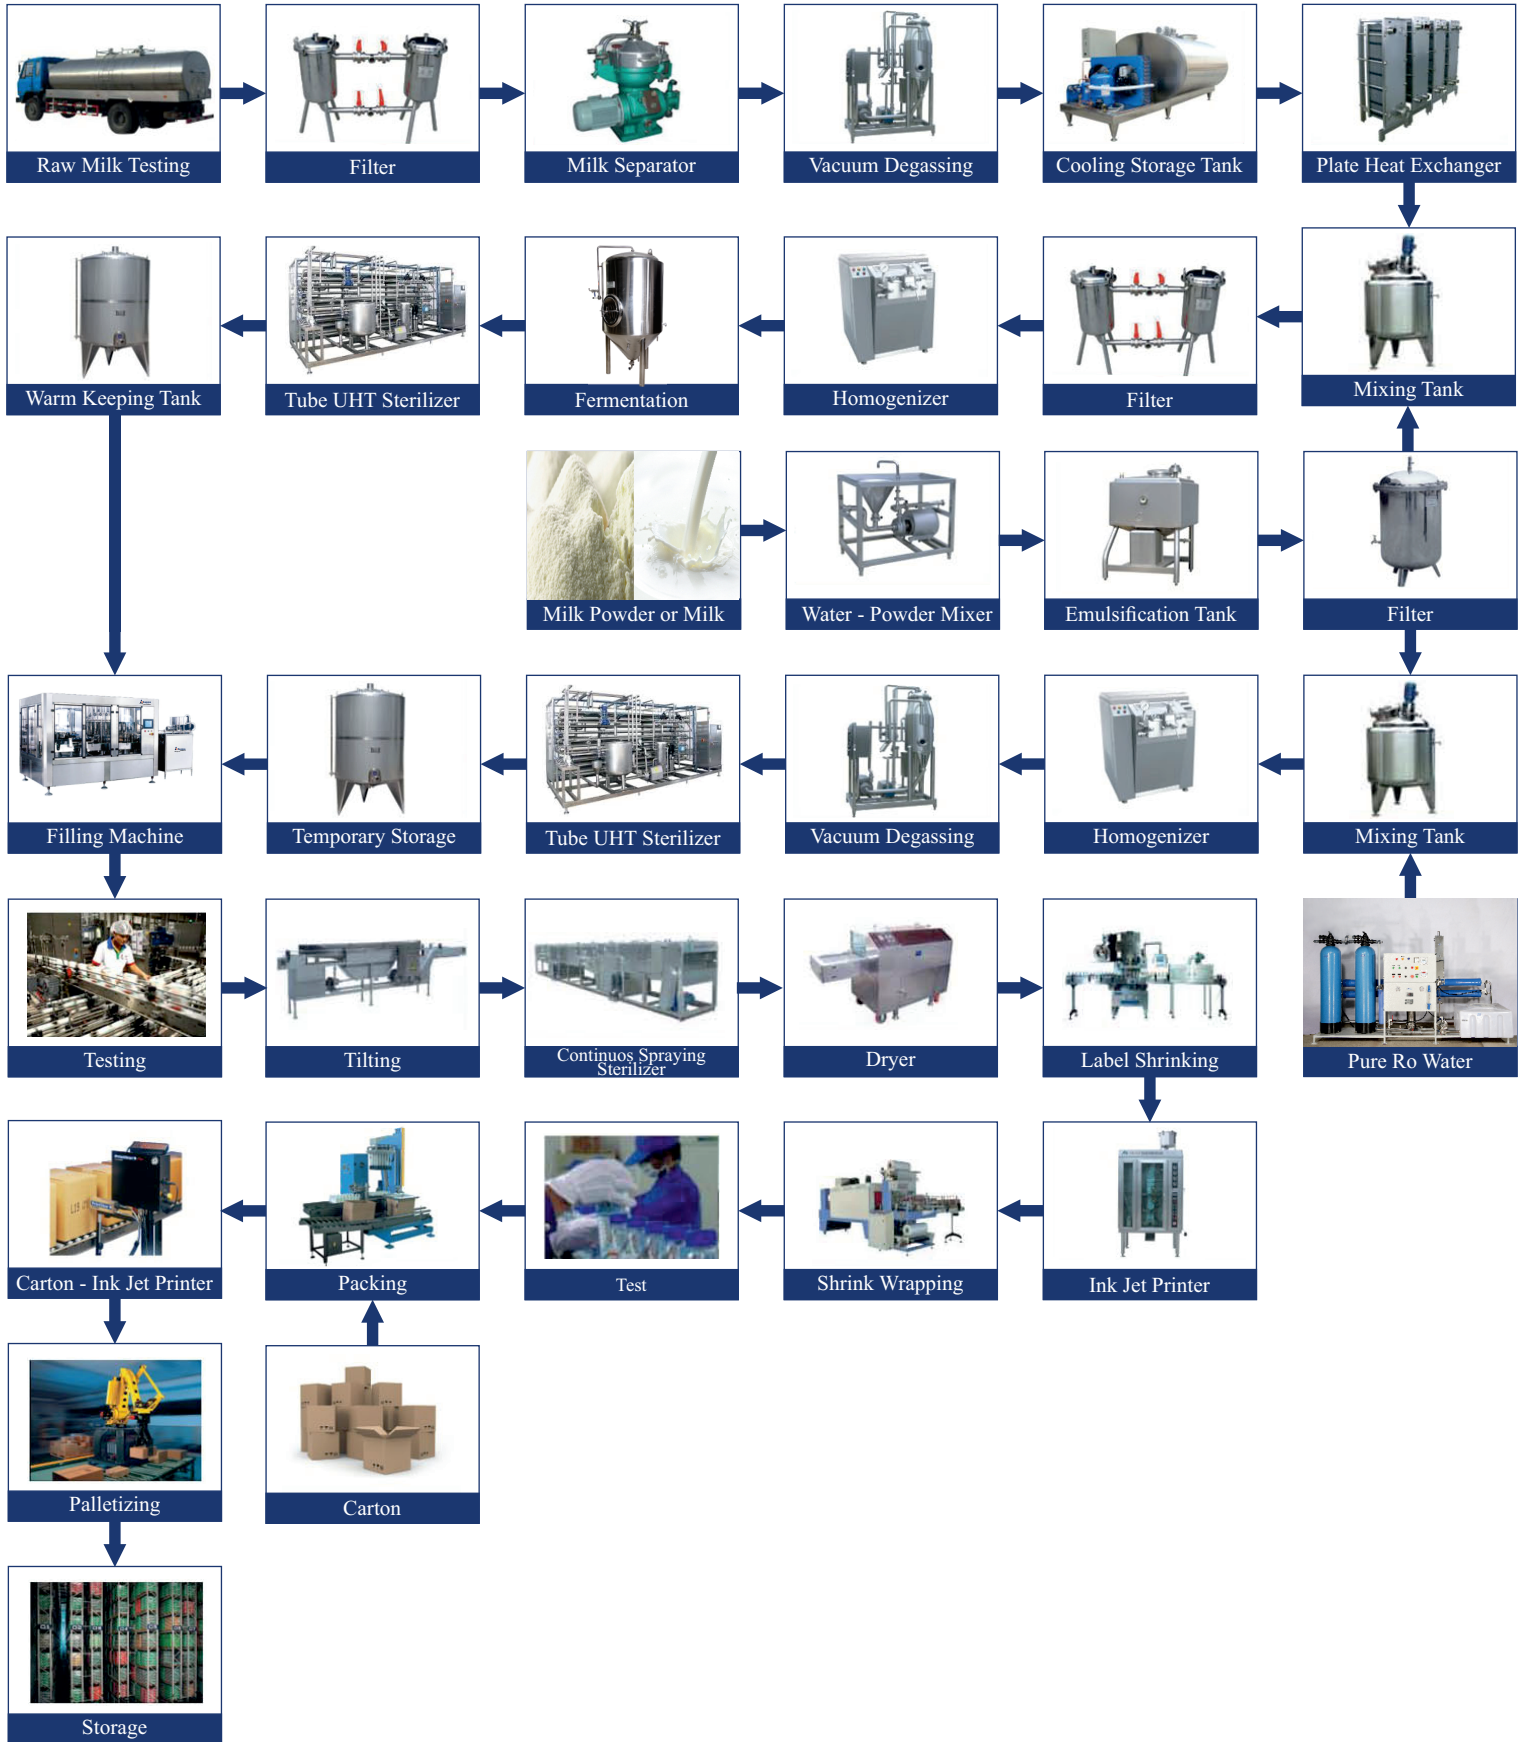 Raw Milk Testing
Filter
Milk Separator
Vacuum Degassing
Cooling Storage Tank
Plate Heat Exchanger
Warm Keeping Tank
Tube UHT Sterilizer
Fermentation
Homogenizer
Filter
Mixing Tank
Milk Powder or Milk
Water - Powder Mixer
Emulsification Tank
Filter
Filling Machine
Temporary Storage
Tube UHT Sterilizer
Vacuum Degassing
Homogenizer
Mixing Tank
Testing
Tilting
Continuos Spraying
Sterilizer
Dryer
Label Shrinking
Pure Ro Water
Carton - Ink Jet Printer
Packing
Test
Shrink Wrapping
Ink Jet Printer
Palletizing
Carton
Storage